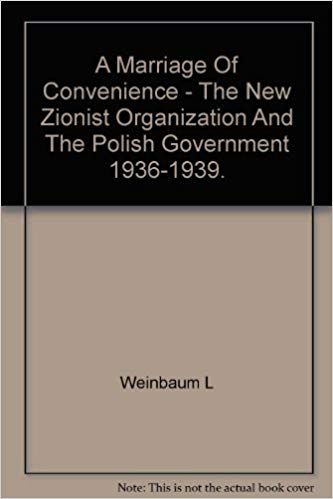 A Marriage Of
Convenience - The New
Zionist Organization And
The Polish Government
1936-1939.
Weinbaum L
Note: This is not the actual book cover